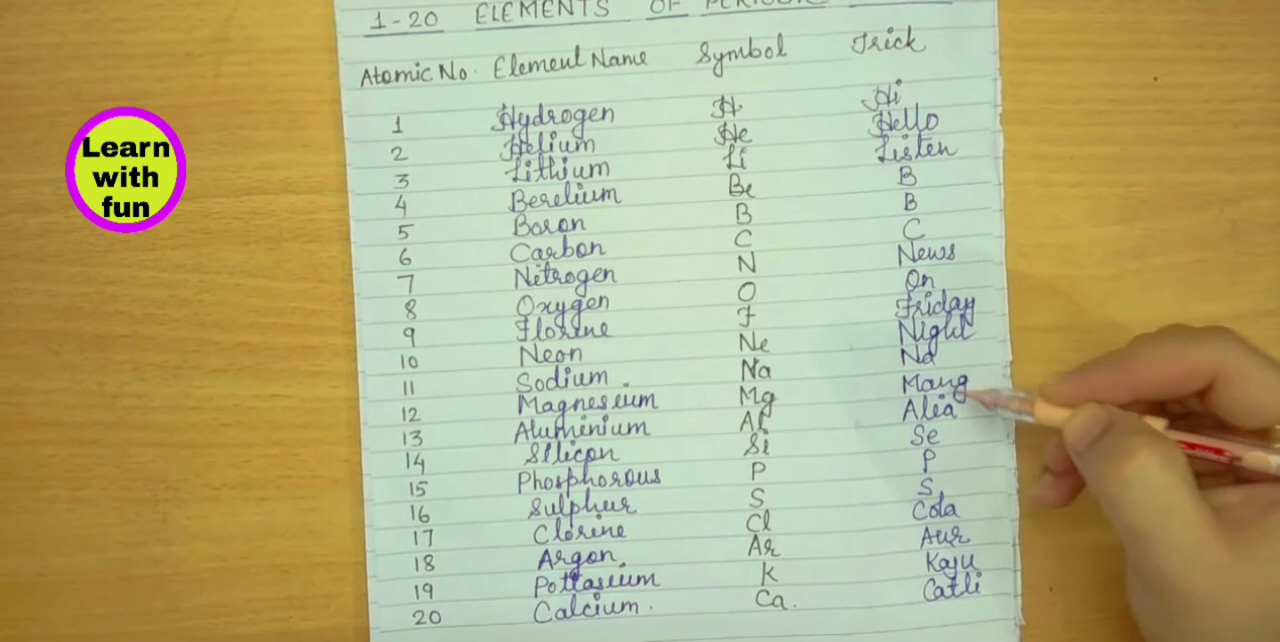 1-20 ELEMENTS OF PERIODIC
Atomic No. Element Name Symbol Trick
1 Hydrogen H Hi
2 Helium He Hello
3 Lithium Li Listen
4 Berelium Be B
5 Boron B B
6 Carbon C C
7 Nitrogen N News
8 Oxygen O On
9 Florine F Friday
10 Neon Ne Night
11 Sodium. Na Na
12 Magnesium Mg Mang
13 Aluminium Al Alia
14 Silicon Si Se
15 Phosphorous P P
16 Sulphur S S
17 Clorine Cl Cola
18 Argon. Ar Aur
19 Pottasium K Kaju
20 Calcium. Ca. Catli
Learn
with
fun